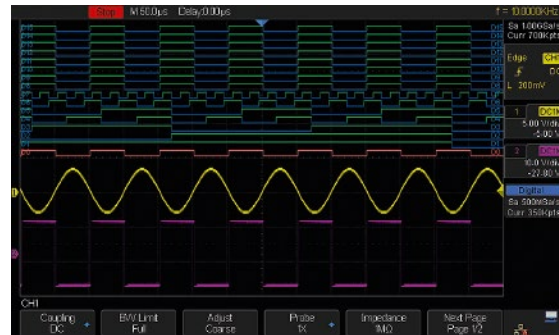 Stop M 50.0µs Delay:0.00µs f = 10.0000KHz
Sa 1.00GSa/s
Curr 700Kpts
Edge CH1
DC
L 200mV
1 DC1M
5.00 V/div
-5.00 V
2 DC1M
10.0 V/div
-27.80 V
Digital
Sa 500MSa/s
Curr 350Kpts
CH1
Coupling
DC
BW Limit
Full
Adjust
Coarse
Probe
1X
Impedance
1MΩ
Next Page
Page 1/2